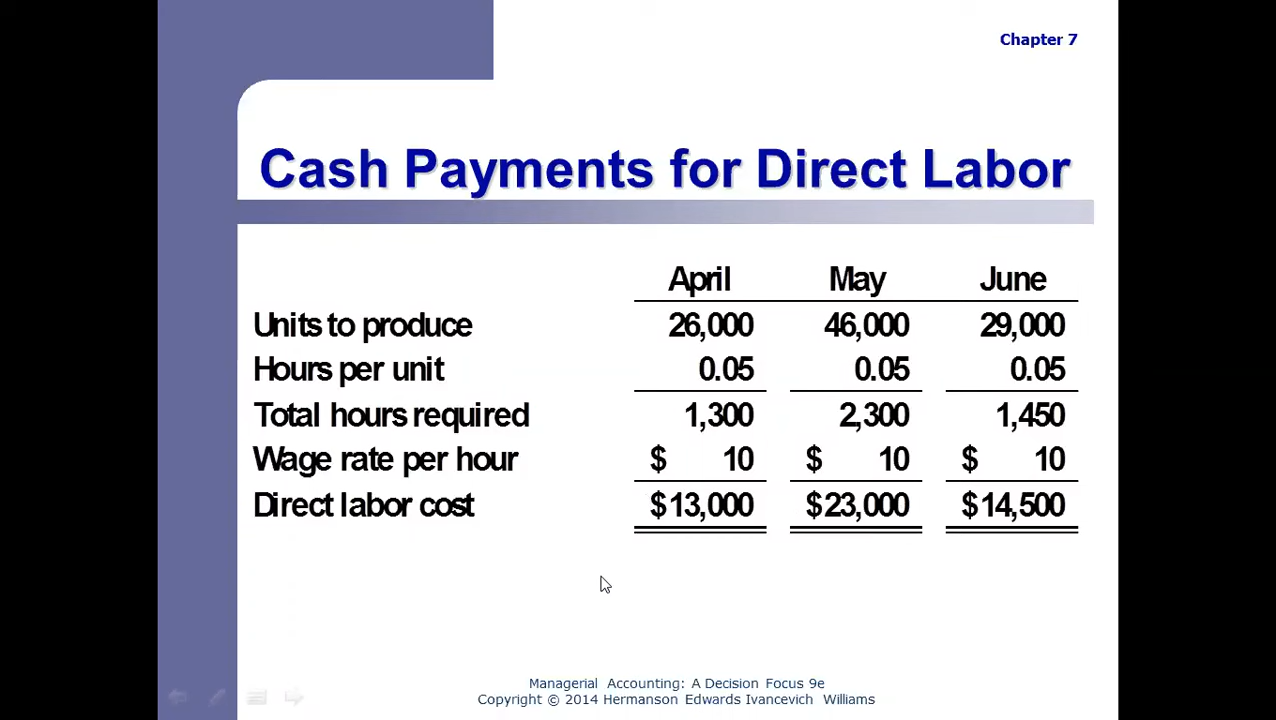 Chapter 7
Cash Payments for Direct Labor
April May June
Units to produce 26,000 46,000 29,000
Hours per unit 0.05 0.05 0.05
Total hours required 1,300 2,300 1,450
Wage rate per hour $ 10 $ 10 $ 10
Direct labor cost $13,000 $23,000 $14,500
Managerial Accounting: A Decision Focus 9e
Copyright © 2014 Hermanson Edwards Ivancevich Williams